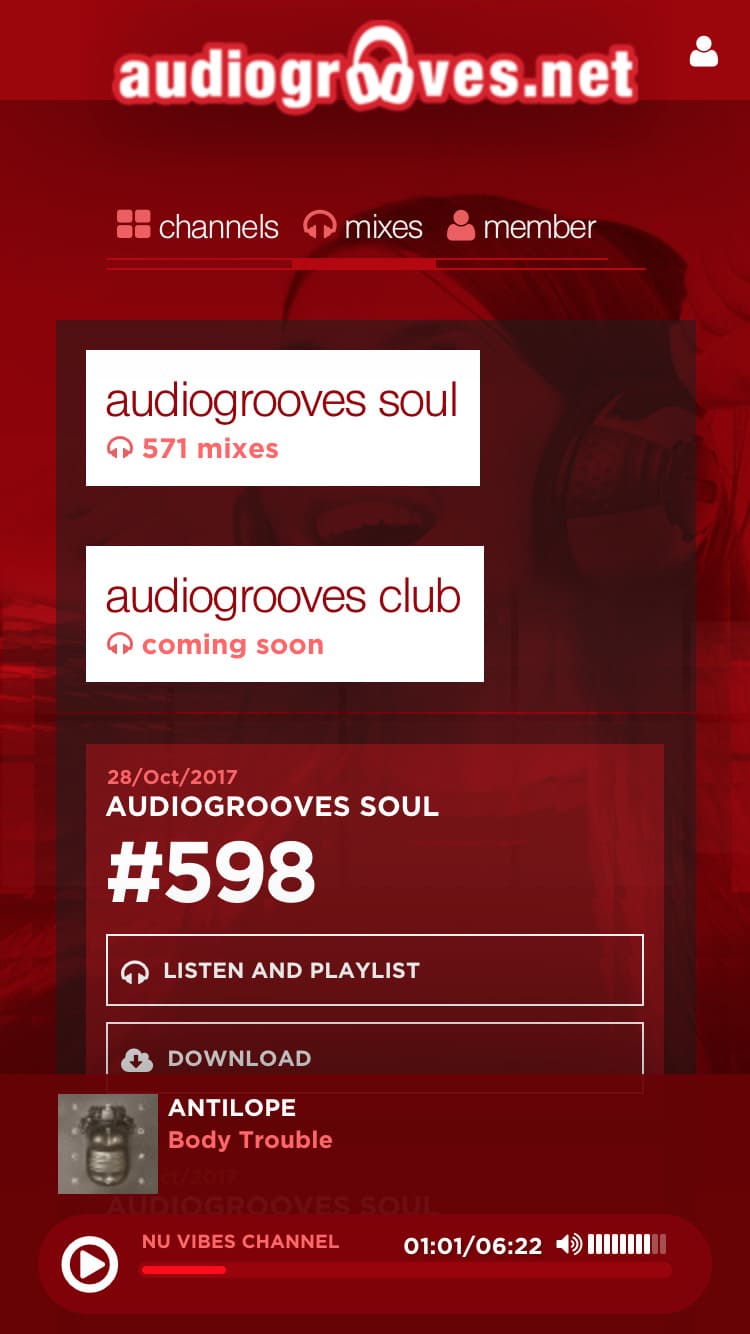 audiogrooves.net
channels mixes member
audiogrooves soul
571 mixes
audiogrooves club
coming soon
28/Oct/2017
AUDIOGROOVES SOUL
#598
LISTEN AND PLAYLIST
DOWNLOAD
ANTILOPE
Body Trouble
ct/2017
AUDIOGROOVES SOUL
NU VIBES CHANNEL 01:01/06:22